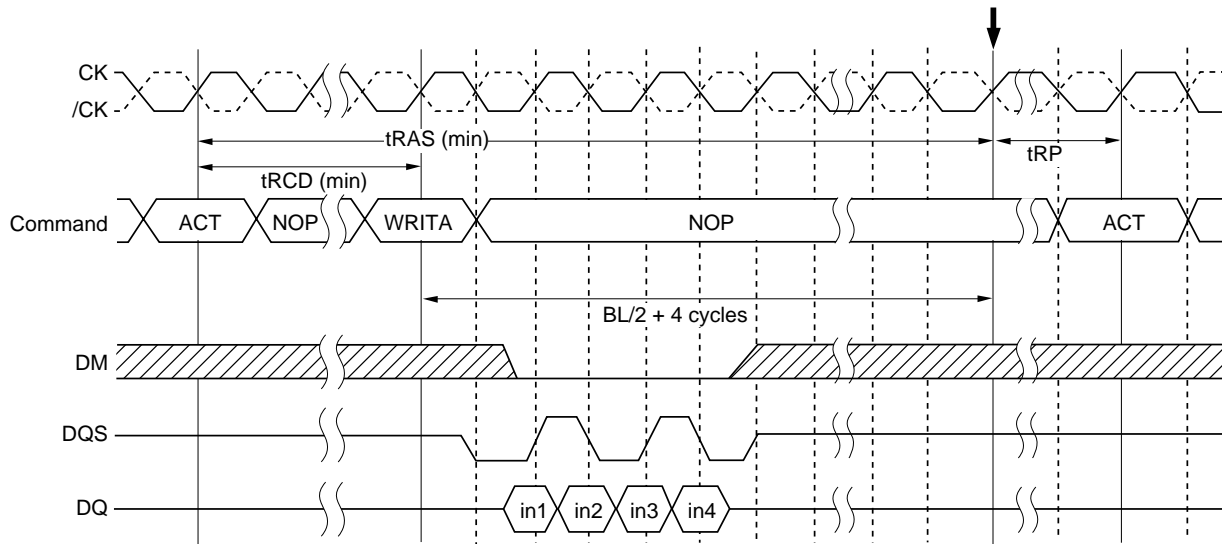 CK
/CK
tRAS (min)
tRP
tRCD (min)
Command ACT NOP WRITA NOP ACT
BL/2 + 4 cycles
DM
DQS
DQ in1 in2 in3 in4